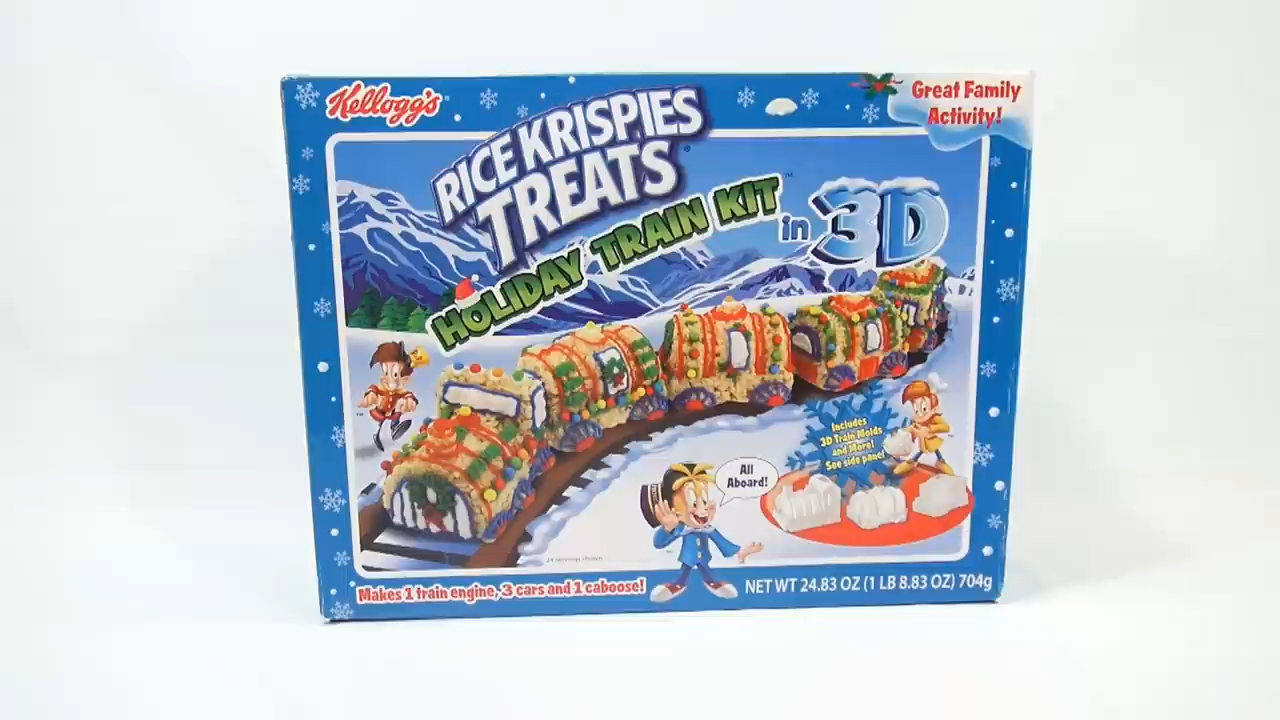 Kellogg's®
Great Family
Activity!
RICE KRISPIES
TREATS®
HOLIDAY TRAIN KIT™
in 3D
Includes
3D Train Molds
and More!
See side panel
All
Aboard!
Makes 1 train engine, 3 cars and 1 caboose!
NET WT 24.83 OZ (1 LB 8.83 OZ) 704g